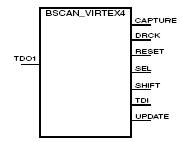 BSCAN_VIRTEX4
CAPTURE
DRCK
RESET
TDO1
SEL
SHIFT
TDI
UPDATE